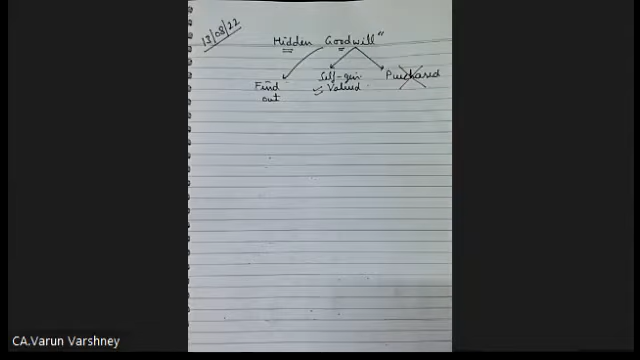 13/08/22
Hidden Goodwill"
Find
out
Self-gen
Valued
Purchased
CA.Varun Varshney